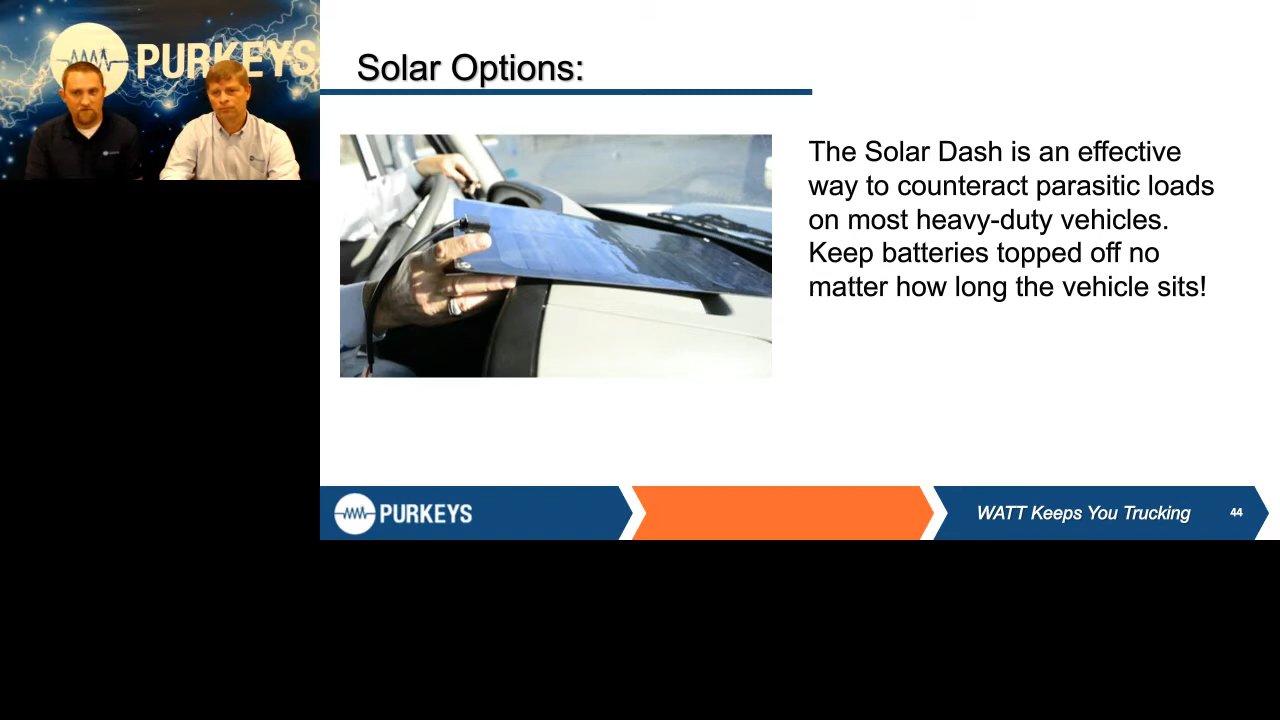 PURKEYS
Solar Options:
The Solar Dash is an effective
way to counteract parasitic loads
on most heavy-duty vehicles.
Keep batteries topped off no
matter how long the vehicle sits!
PURKEYS
WATT Keeps You Trucking
44